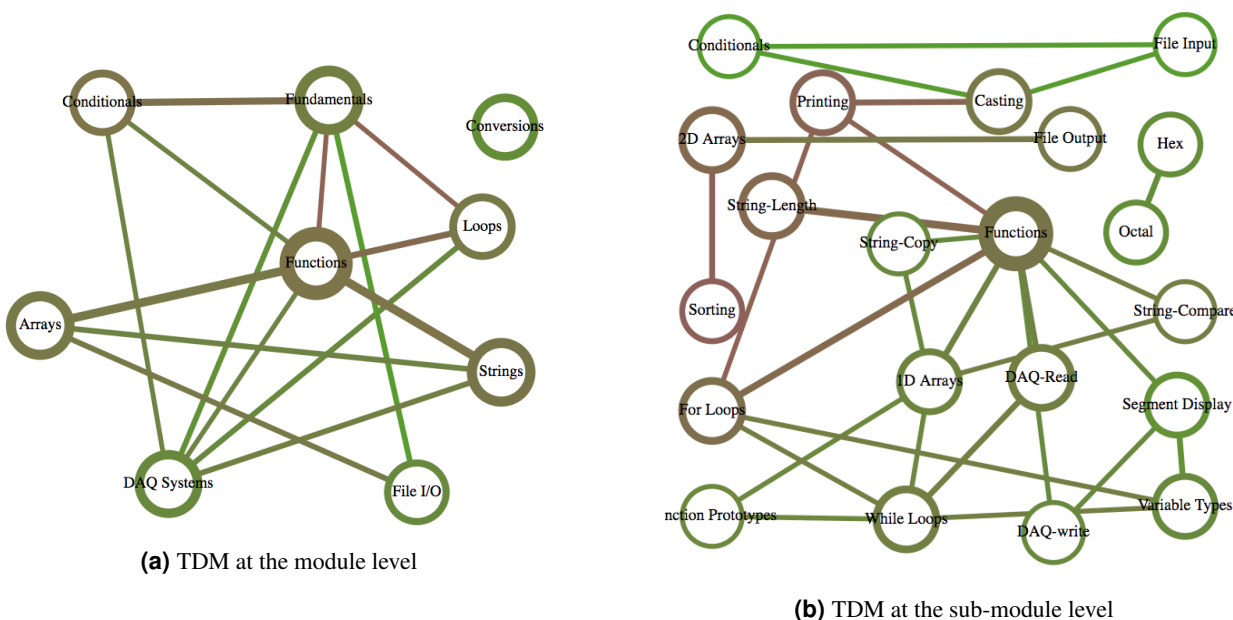 Conditionals
Fundamentals
Conversions
Loops
Functions
Arrays
Strings
DAQ Systems
File I/O
(a) TDM at the module level
Conditionals
File Input
Printing
Casting
2D Arrays
File Output
Hex
String-Length
Functions
String-Copy
Octal
Sorting
String-Compare
1D Arrays
DAQ-Read
For Loops
Segment Display
nction Prototypes
While Loops
DAQ-write
Variable Types
(b) TDM at the sub-module level